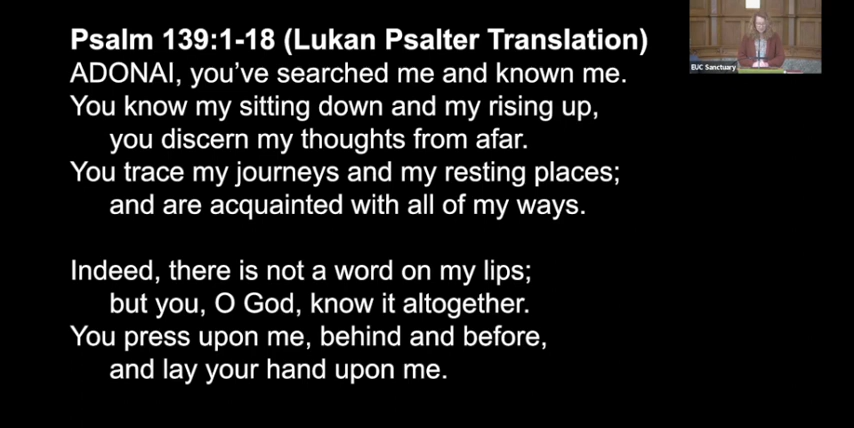 Psalm 139:1-18 (Lukan Psalter Translation)
ADONAI, you’ve searched me and known me.
You know my sitting down and my rising up,
you discern my thoughts from afar.
You trace my journeys and my resting places;
and are acquainted with all of my ways.
Indeed, there is not a word on my lips;
but you, O God, know it altogether.
You press upon me, behind and before,
and lay your hand upon me.
EUC Sanctuary